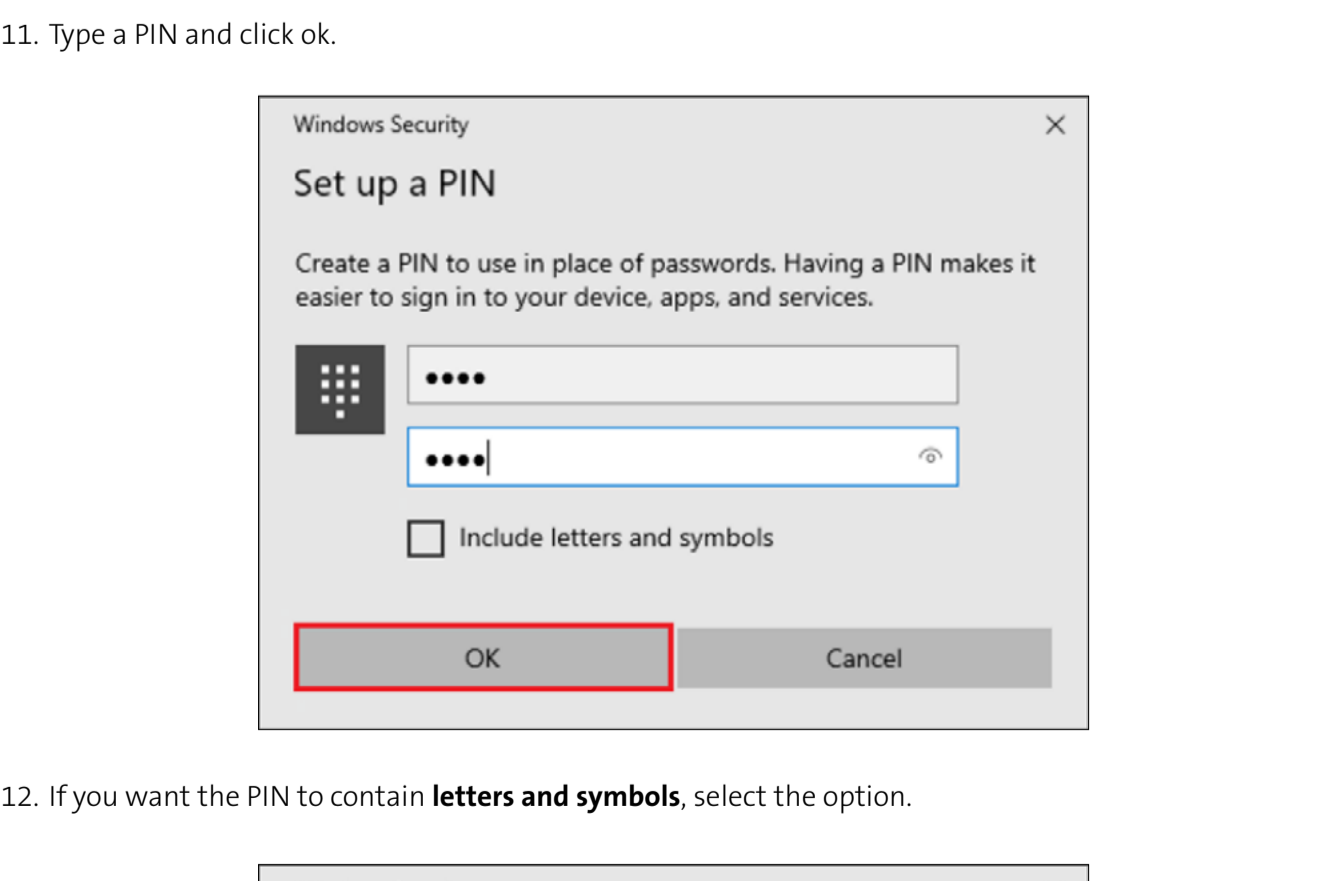 11. Type a PIN and click ok.
Windows Security
Set up a PIN
Create a PIN to use in place of passwords. Having a PIN makes it
easier to sign in to your device, apps, and services.
Include letters and symbols
OK
Cancel
12. If you want the PIN to contain letters and symbols, select the option.